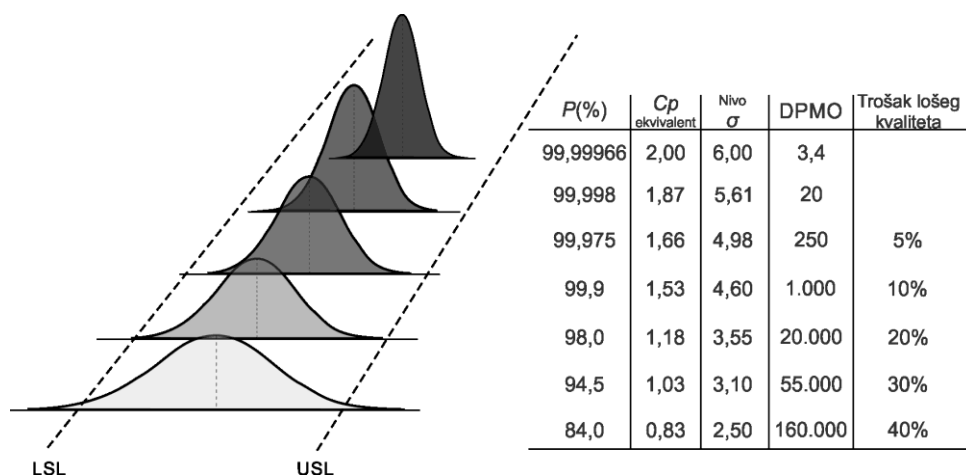 P(%) Cp ekvivalent Nivo σ DPMO Trošak lošeg kvaliteta
99,99966 2,00 6,00 3,4
99,998 1,87 5,61 20
99,975 1,66 4,98 250 5%
99,9 1,53 4,60 1.000 10%
98,0 1,18 3,55 20.000 20%
94,5 1,03 3,10 55.000 30%
84,0 0,83 2,50 160.000 40%
LSL USL